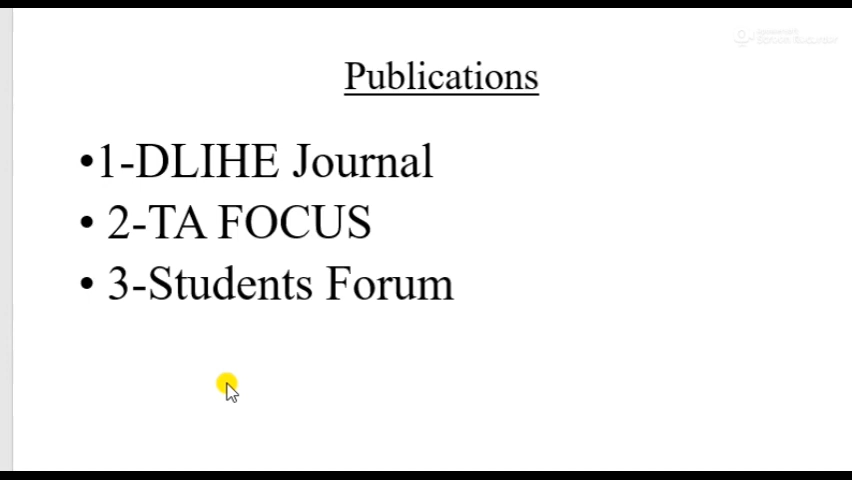 Publications
•1-DLIHE Journal
• 2-TA FOCUS
• 3-Students Forum